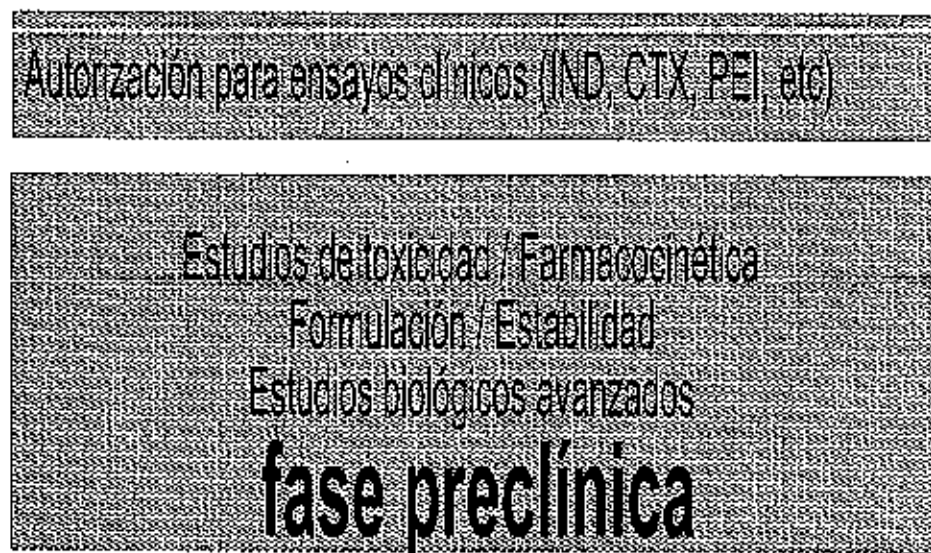 Autorización para ensayos clínicos (IND, CTX, PEI, etc)
Estudios de toxicidad / Farmacocinética
Formulación / Estabilidad
Estudios biológicos avanzados
fase preclínica